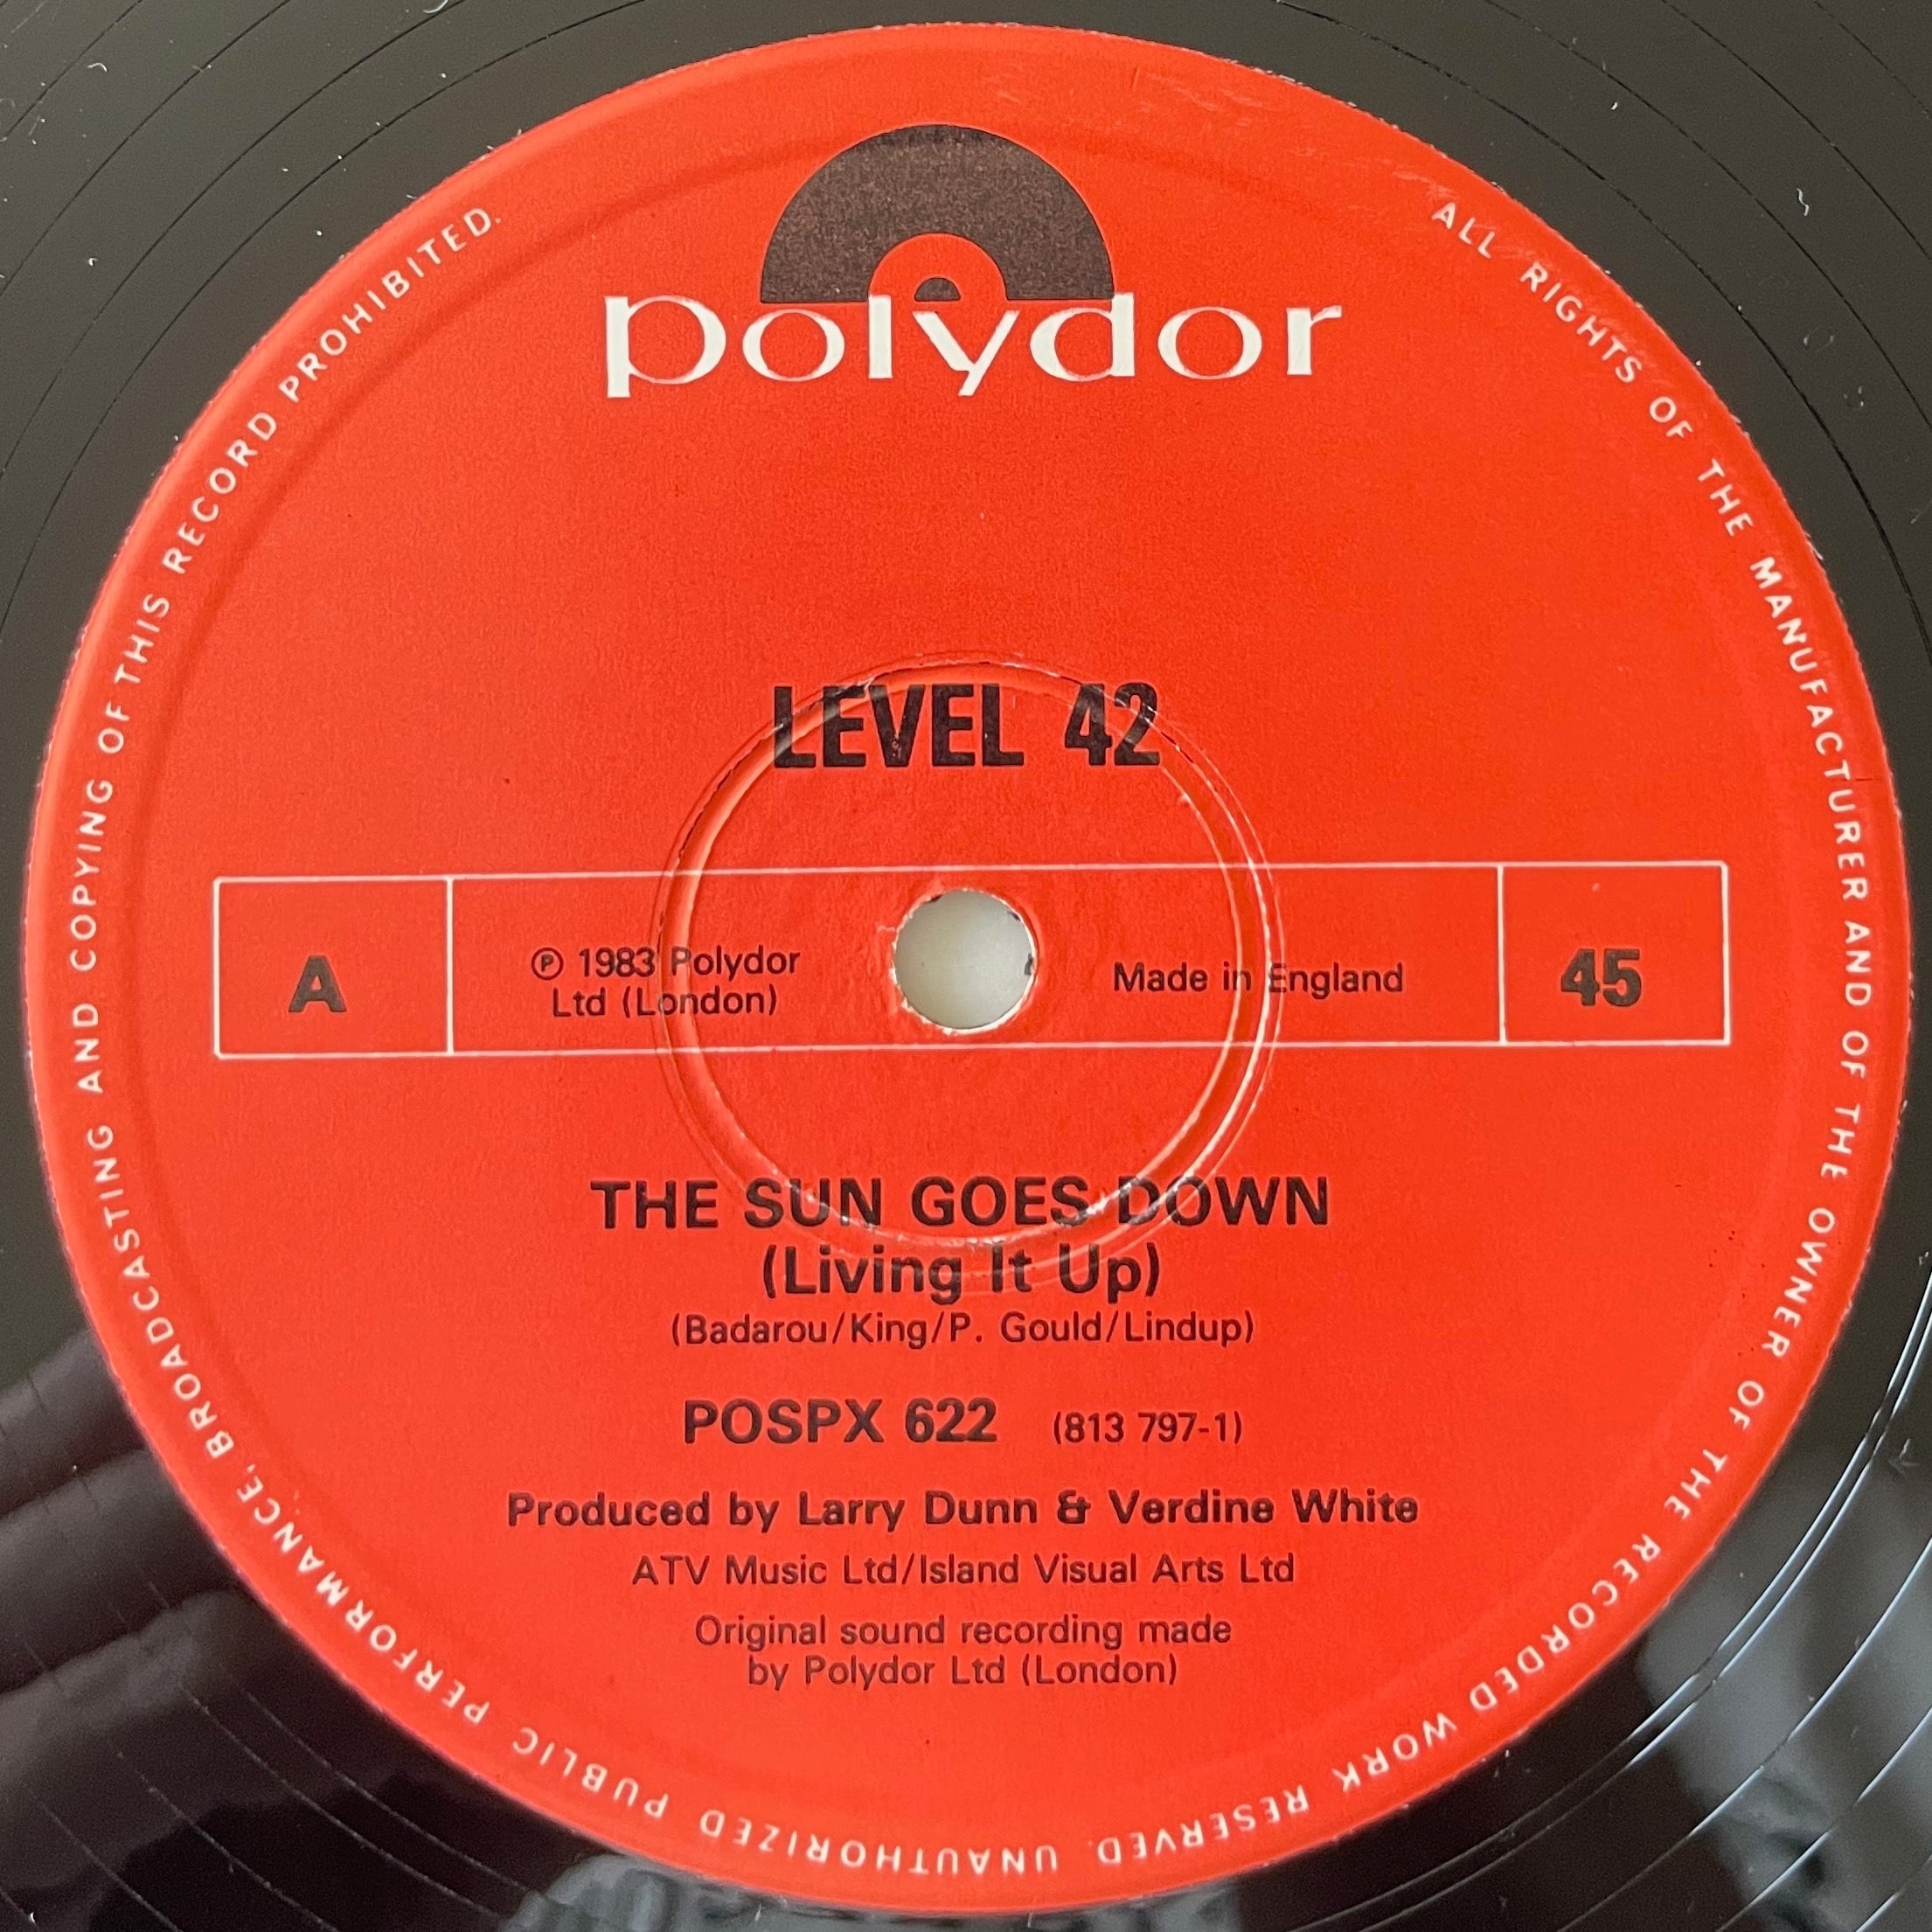 polydor
LEVEL 42
A
℗ 1983 Polydor
Ltd (London)
Made in England
45
THE SUN GOES DOWN
(Living It Up)
(Badarou/King/P. Gould/Lindup)
POSPX 622 (813 797-1)
Produced by Larry Dunn & Verdine White
ATV Music Ltd/Island Visual Arts Ltd
Original sound recording made
by Polydor Ltd (London)
ALL RIGHTS OF THE MANUFACTURER AND OF THE OWNER OF THE RECORDED WORK RESERVED. UNAUTHORIZED PUBLIC PERFORMANCE, BROADCASTING AND COPYING OF THIS RECORD PROHIBITED.